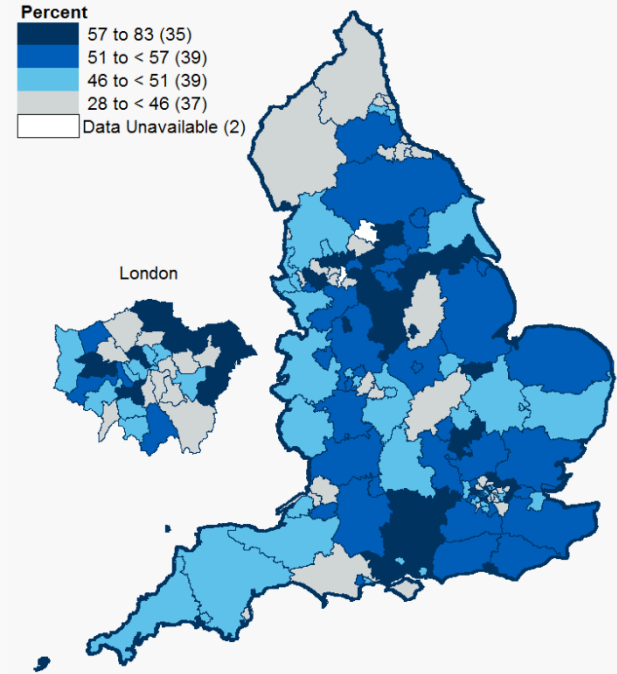 Percent
57 to 83 (35)
51 to < 57 (39)
46 to < 51 (39)
28 to < 46 (37)
Data Unavailable (2)
London